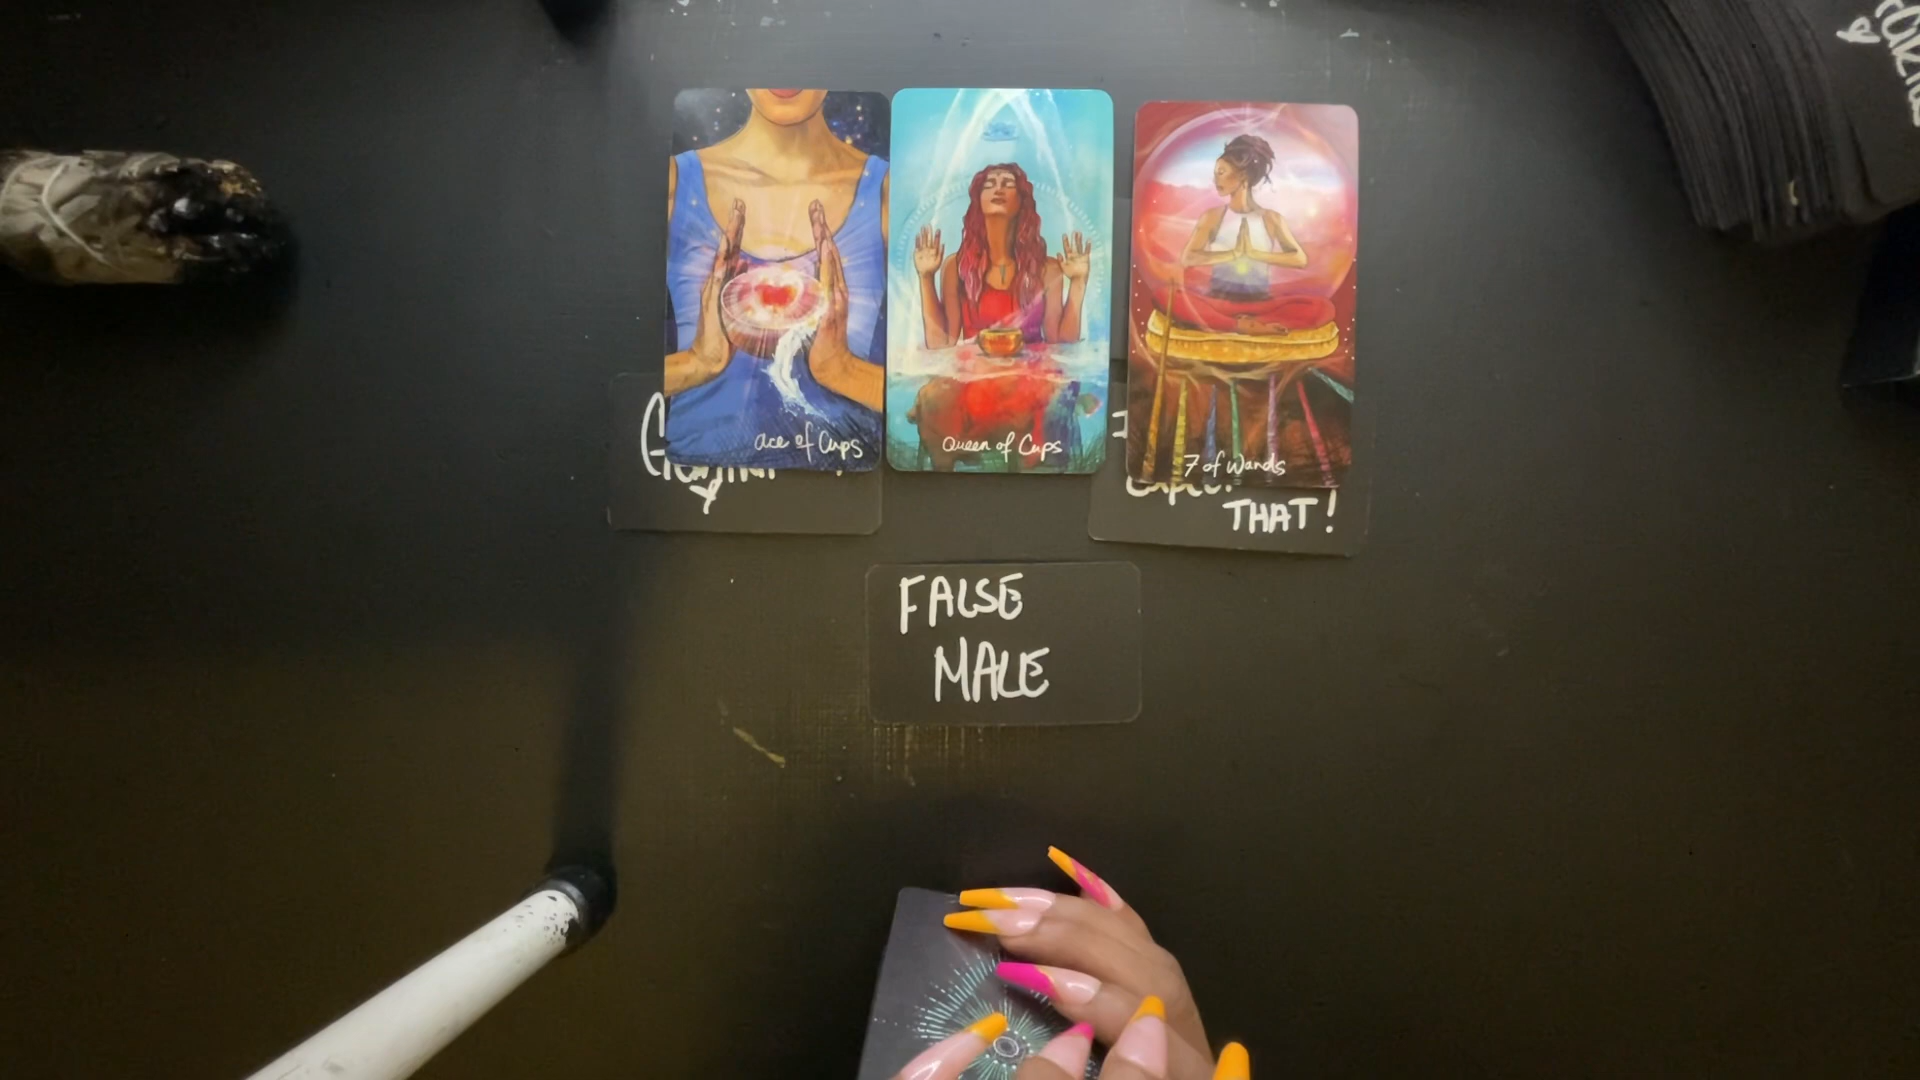 ace of Cups
Queen of Cups
7 of Wands
THAT!
FALSE
MALE